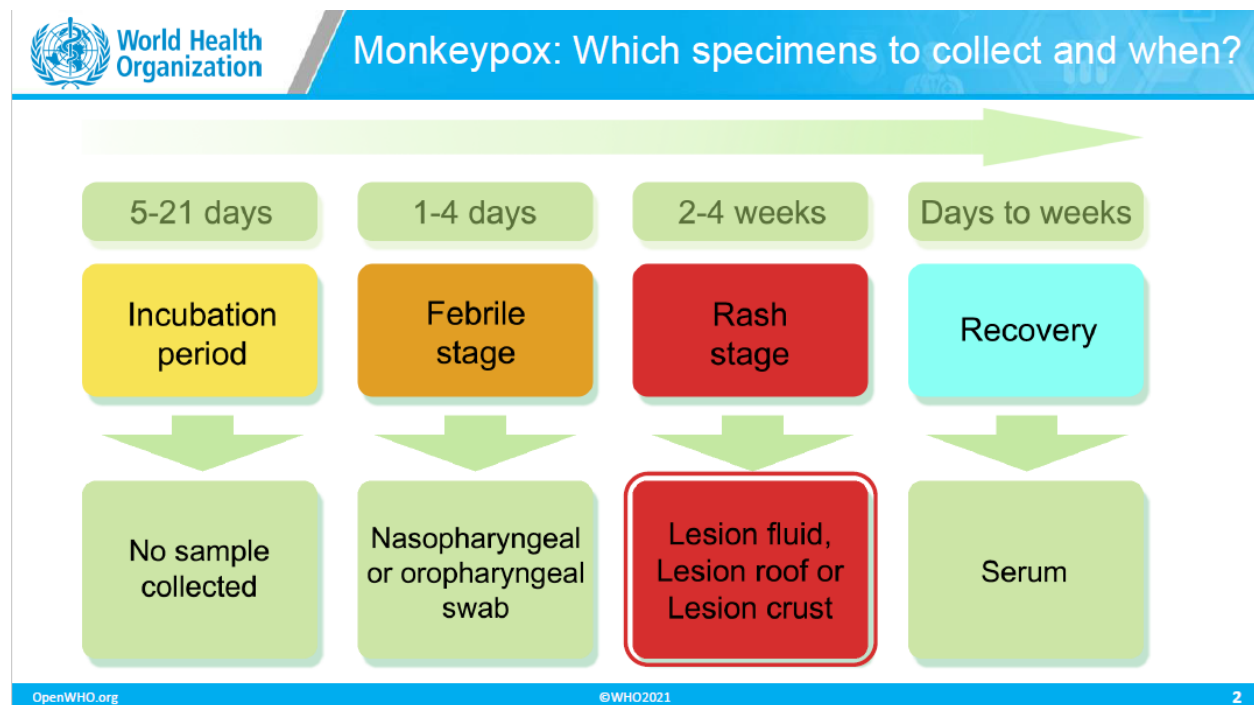 World Health
Organization
Monkeypox: Which specimens to collect and when?
5-21 days
1-4 days
2-4 weeks
Days to weeks
Incubation
period
Febrile
stage
Rash
stage
Recovery
No sample
collected
Nasopharyngeal
or oropharyngeal
swab
Lesion fluid,
Lesion roof or
Lesion crust
Serum
OpenWHO.org
©WHO2021
2